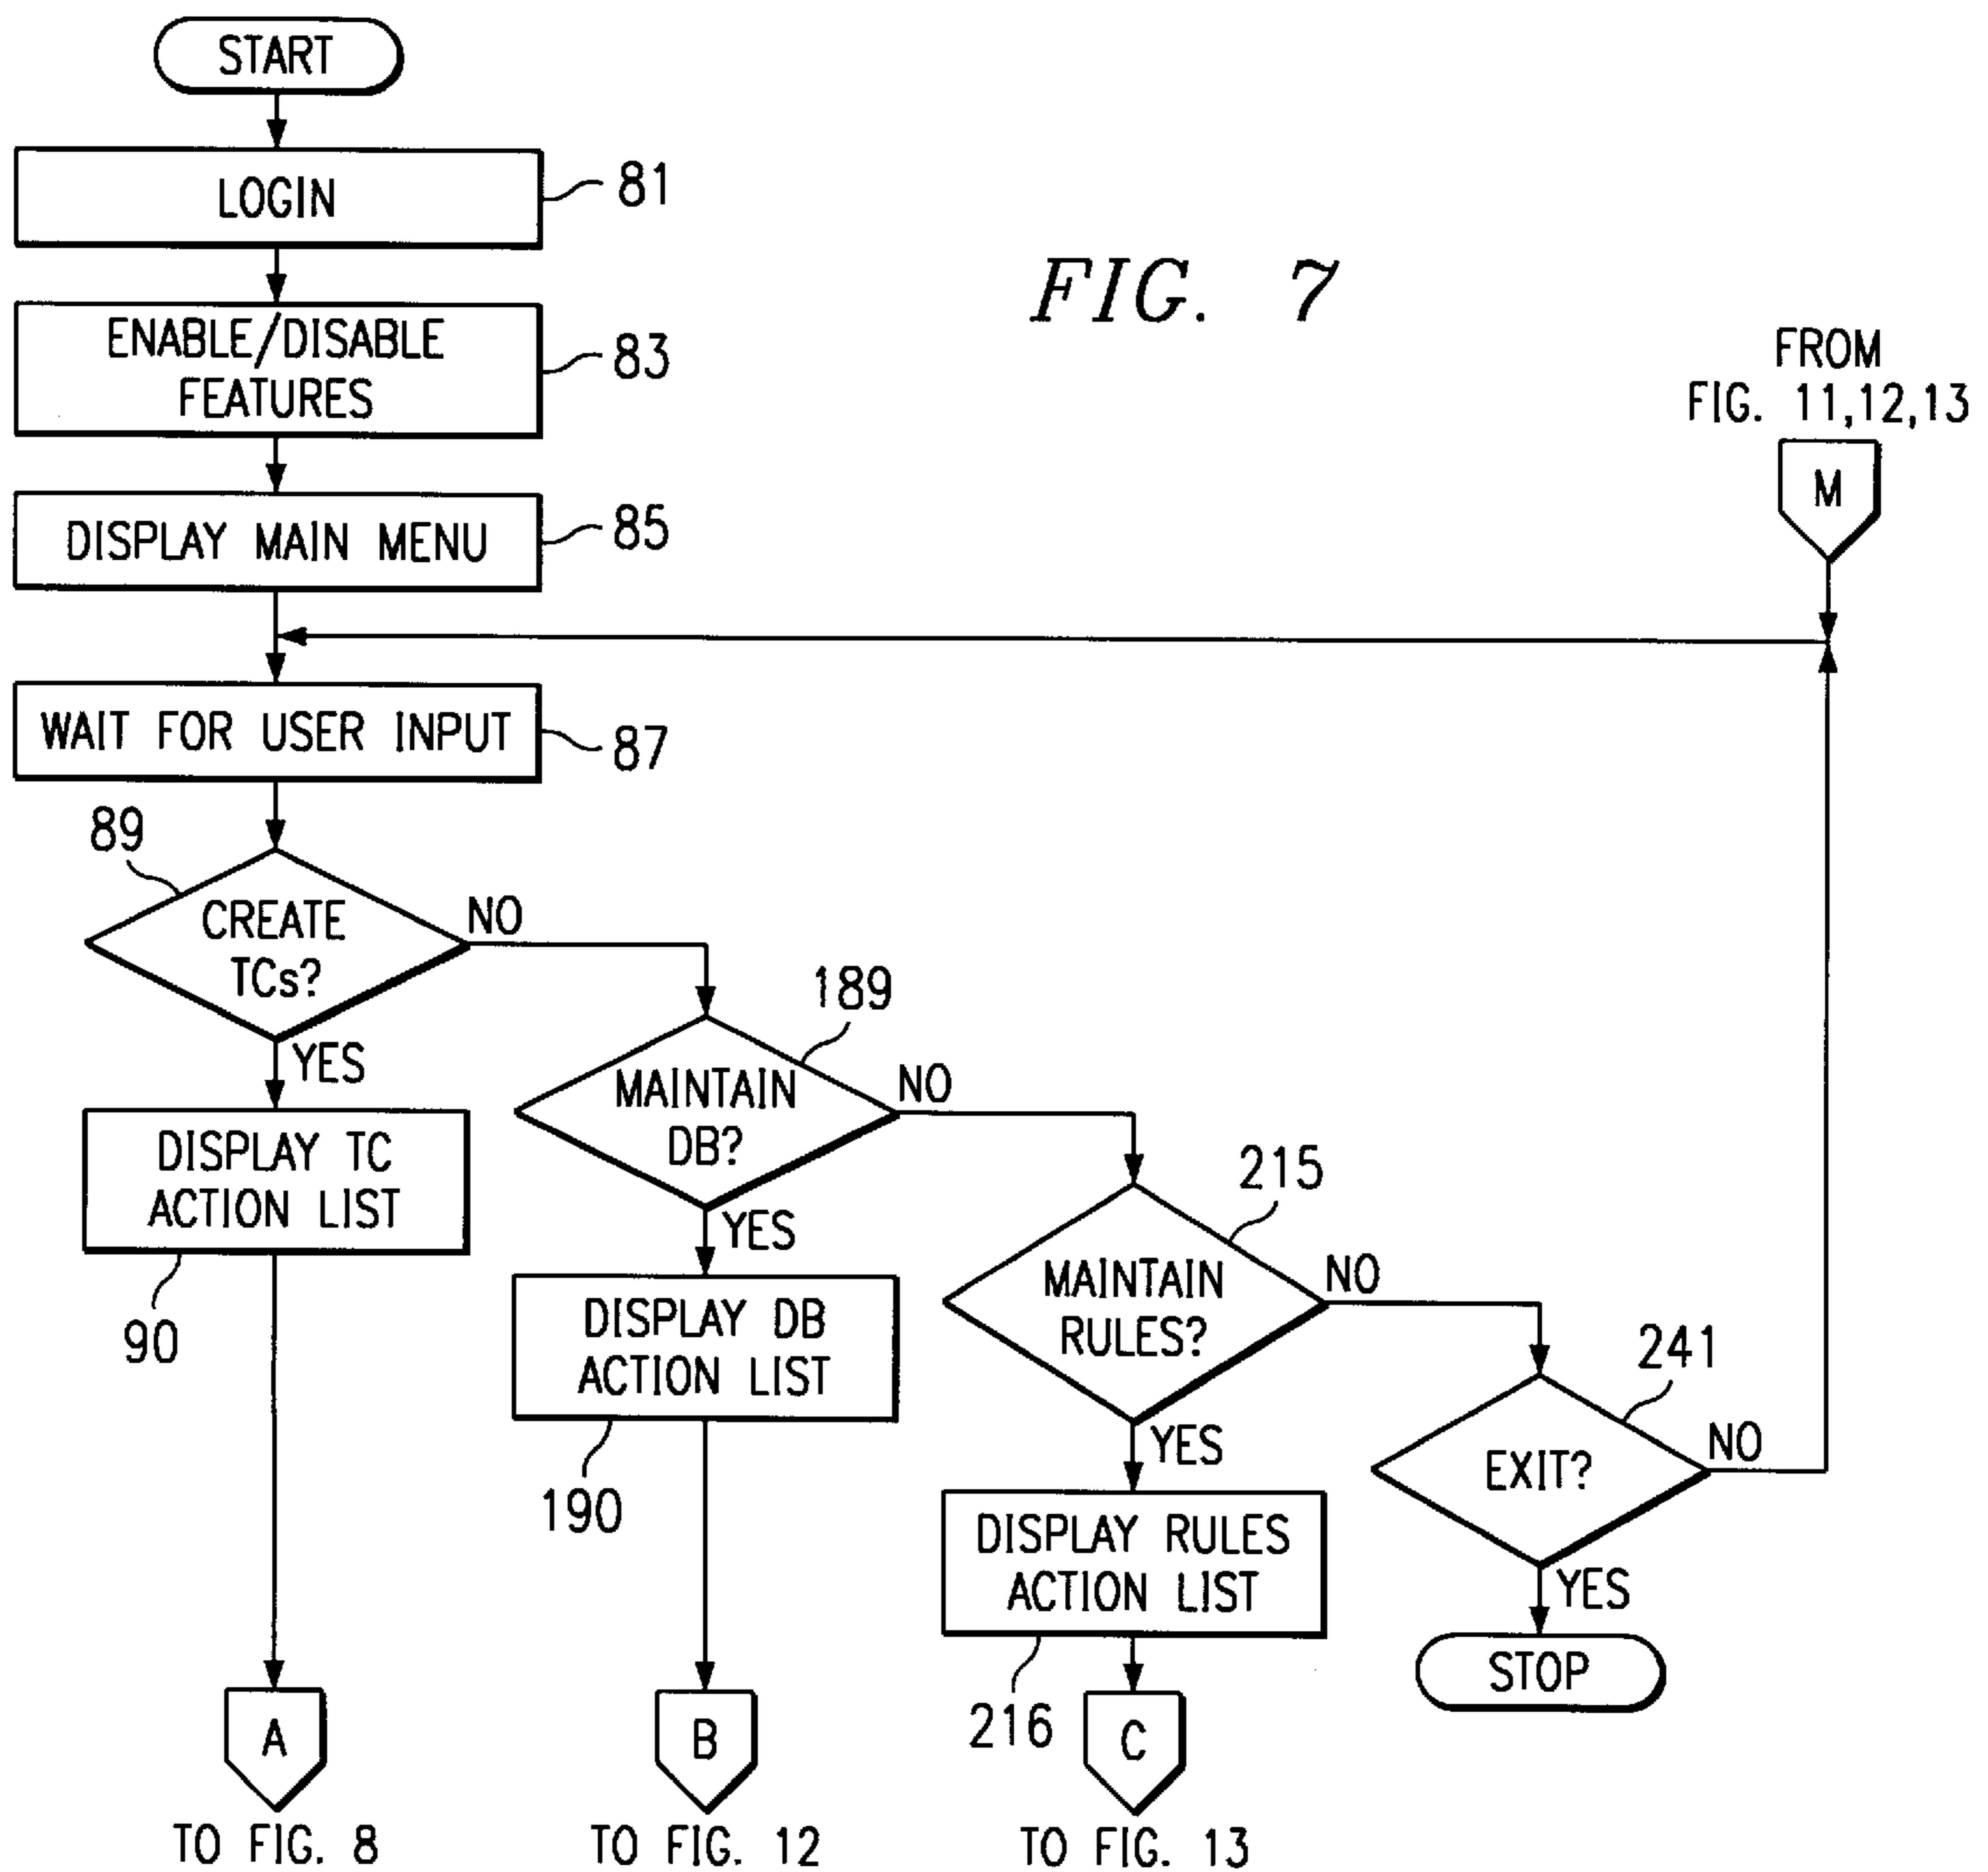 START
LOGIN
81
FIG. 7
ENABLE/DISABLE
FEATURES
83
FROM
FIG. 11,12,13
M
DISPLAY MAIN MENU
85
WAIT FOR USER INPUT
87
89
CREATE
TCs?
NO
YES
189
MAINTAIN
DB?
NO
YES
DISPLAY TC
ACTION LIST
90
215
MAINTAIN
RULES?
NO
YES
DISPLAY DB
ACTION LIST
190
241
EXIT?
NO
YES
DISPLAY RULES
ACTION LIST
216
STOP
A
B
C
TO FIG. 8
TO FIG. 12
TO FIG. 13